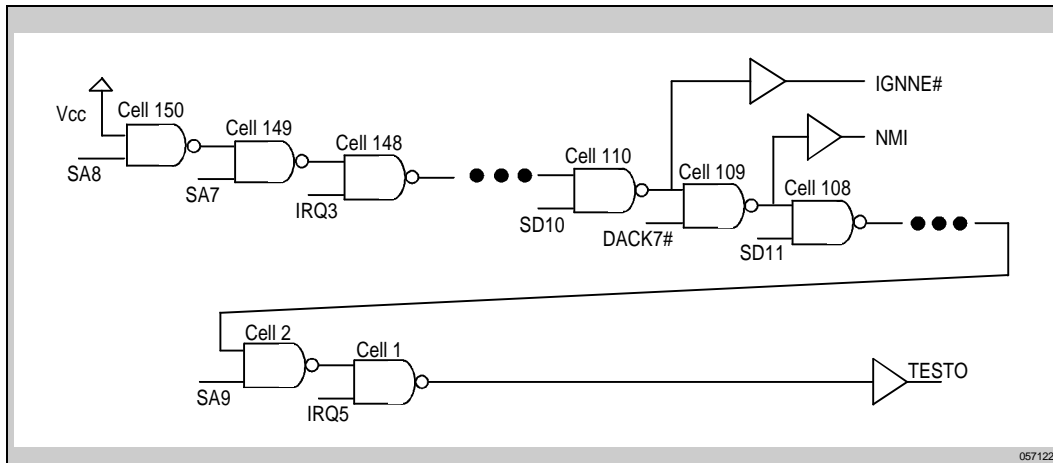 Vcc
Cell 150
SA8
Cell 149
SA7
Cell 148
IRQ3
Cell 110
SD10
IGNNE#
Cell 109
DACK7#
NMI
Cell 108
SD11
Cell 2
SA9
Cell 1
IRQ5
TESTO
057122